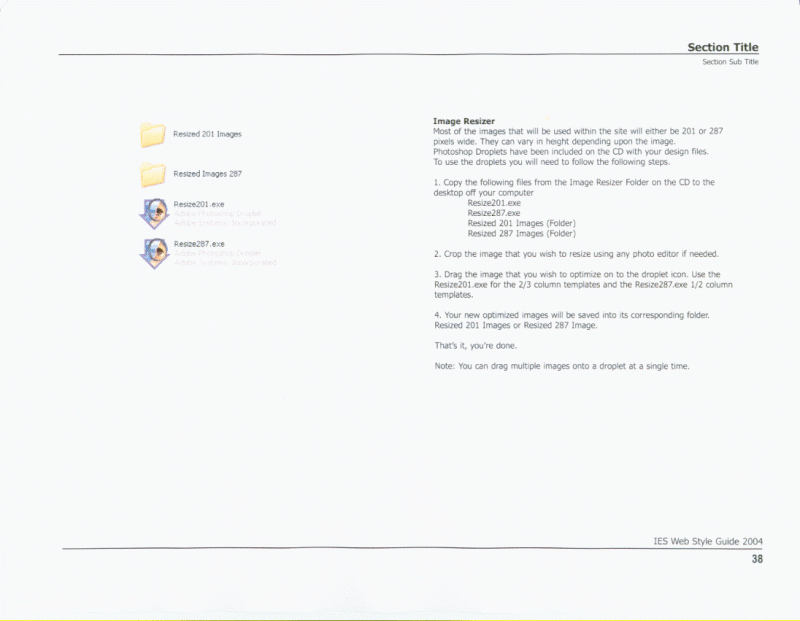 Section Title
Section Sub Title
Resized 201 Images
Resized Images 287
Resize201.exe
Adobe Photoshop Droplet
Adobe Systems, Incorporated
Resize287.exe
Adobe Photoshop Droplet
Adobe Systems, Incorporated
Image Resizer
Most of the images that will be used within the site will either be 201 or 287
pixels wide. They can vary in height depending upon the image.
Photoshop Droplets have been included on the CD with your design files.
To use the droplets you will need to follow the following steps.
1. Copy the following files from the Image Resizer Folder on the CD to the
desktop off your computer
Resize201.exe
Resize287.exe
Resized 201 Images (Folder)
Resized 287 Images (Folder)
2. Crop the image that you wish to resize using any photo editor if needed.
3. Drag the image that you wish to optimize on to the droplet icon. Use the
Resize201.exe for the 2/3 column templates and the Resize287.exe 1/2 column
templates.
4. Your new optimized images will be saved into its corresponding folder.
Resized 201 Images or Resized 287 Image.
That's it, you're done.
Note: You can drag multiple images onto a droplet at a single time.
IES Web Style Guide 2004
38